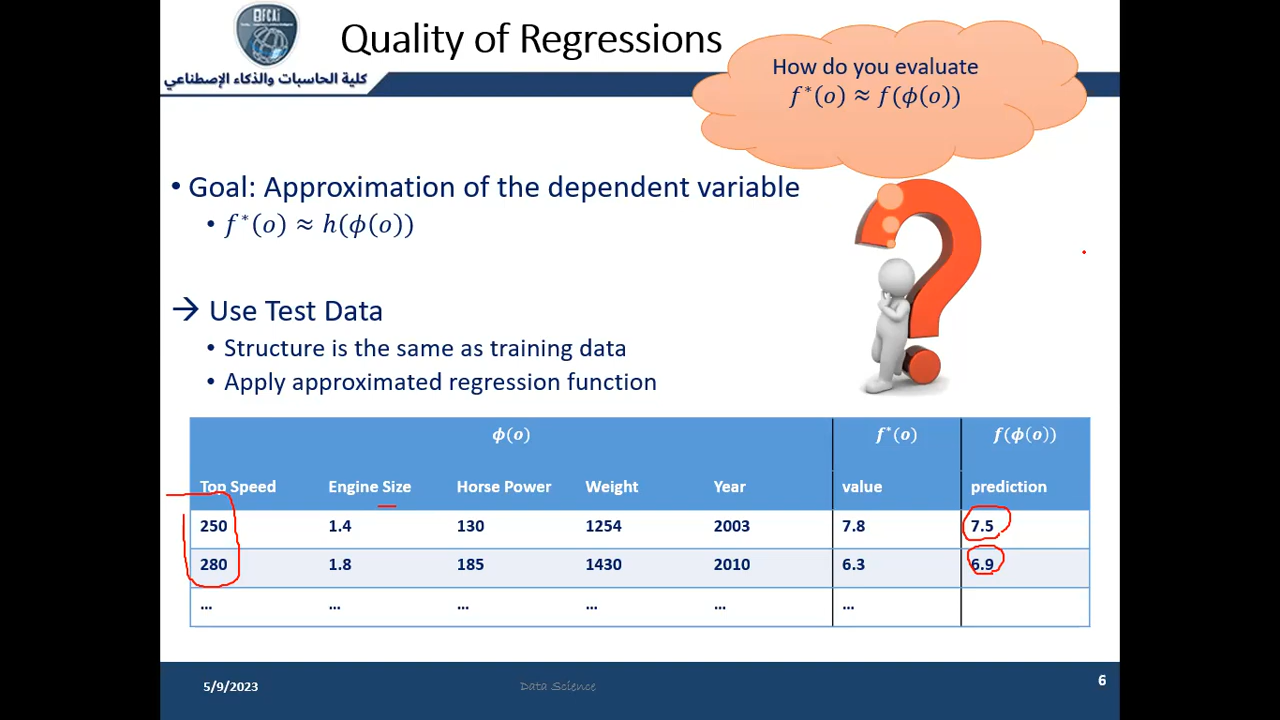 BFCAi
كلية الحاسبات والذكاء الإصطناعي
Quality of Regressions
How do you evaluate
f*(o) ≈ f(ϕ(o))
• Goal: Approximation of the dependent variable
• f*(o) ≈ h(ϕ(o))
→ Use Test Data
• Structure is the same as training data
• Apply approximated regression function
ϕ(o) f*(o) f(ϕ(o))
Top Speed Engine Size Horse Power Weight Year value prediction
250 1.4 130 1254 2003 7.8 7.5
280 1.8 185 1430 2010 6.3 6.9
... ... ... ... ... ...
5/9/2023 Data Science 6